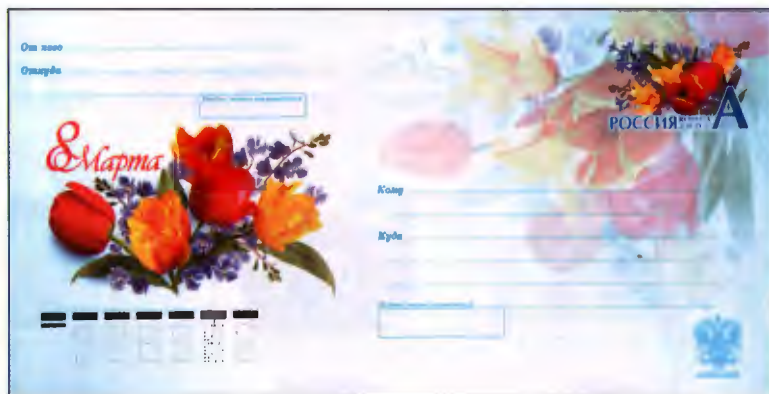 От кого
Откуда
8 Марта
РОССИЯ А
Кому
Куда